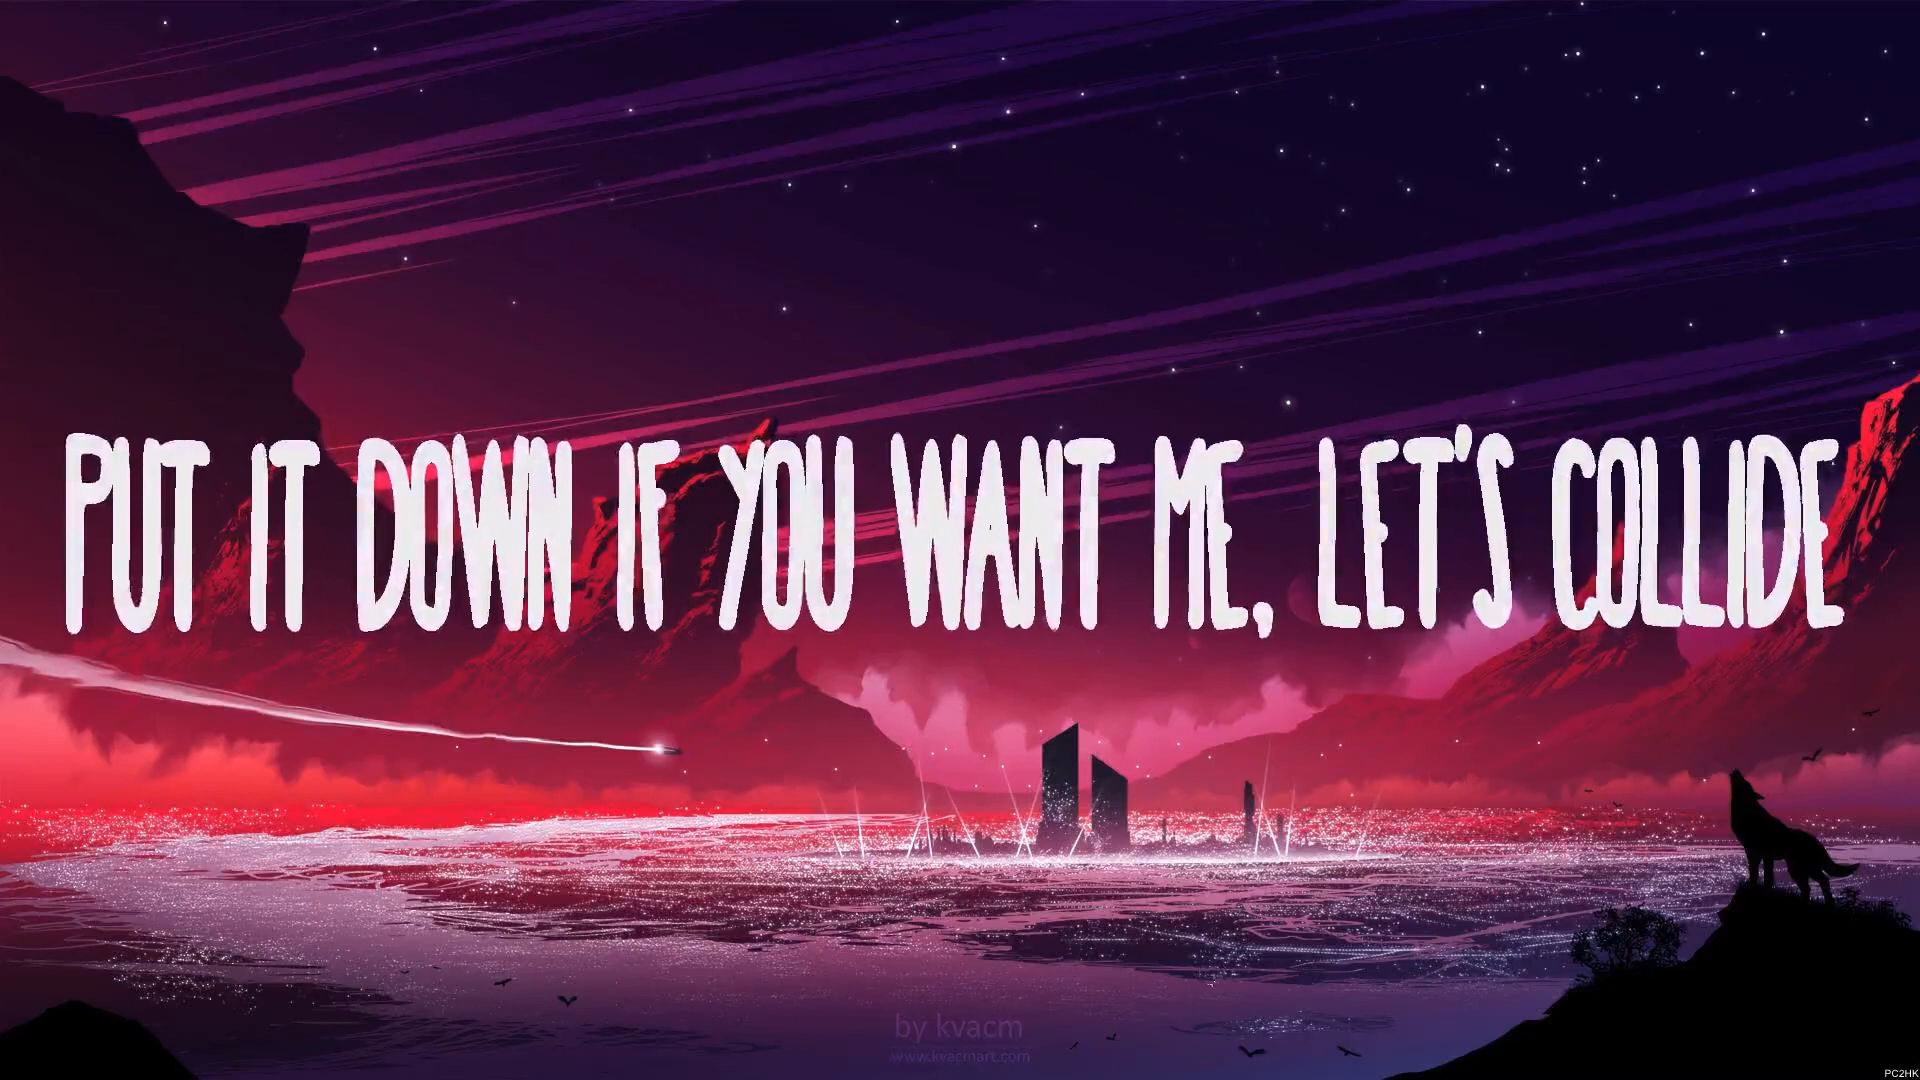 PUT IT DOWN IF YOU WANT ME, LET'S COLLIDE
by kvacm
www.kvacmart.com
PC2HK